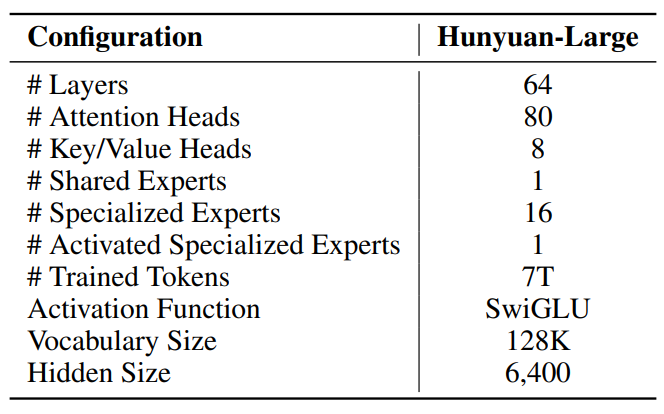 Configuration Hunyuan-Large
# Layers 64
# Attention Heads 80
# Key/Value Heads 8
# Shared Experts 1
# Specialized Experts 16
# Activated Specialized Experts 1
# Trained Tokens 7T
Activation Function SwiGLU
Vocabulary Size 128K
Hidden Size 6,400